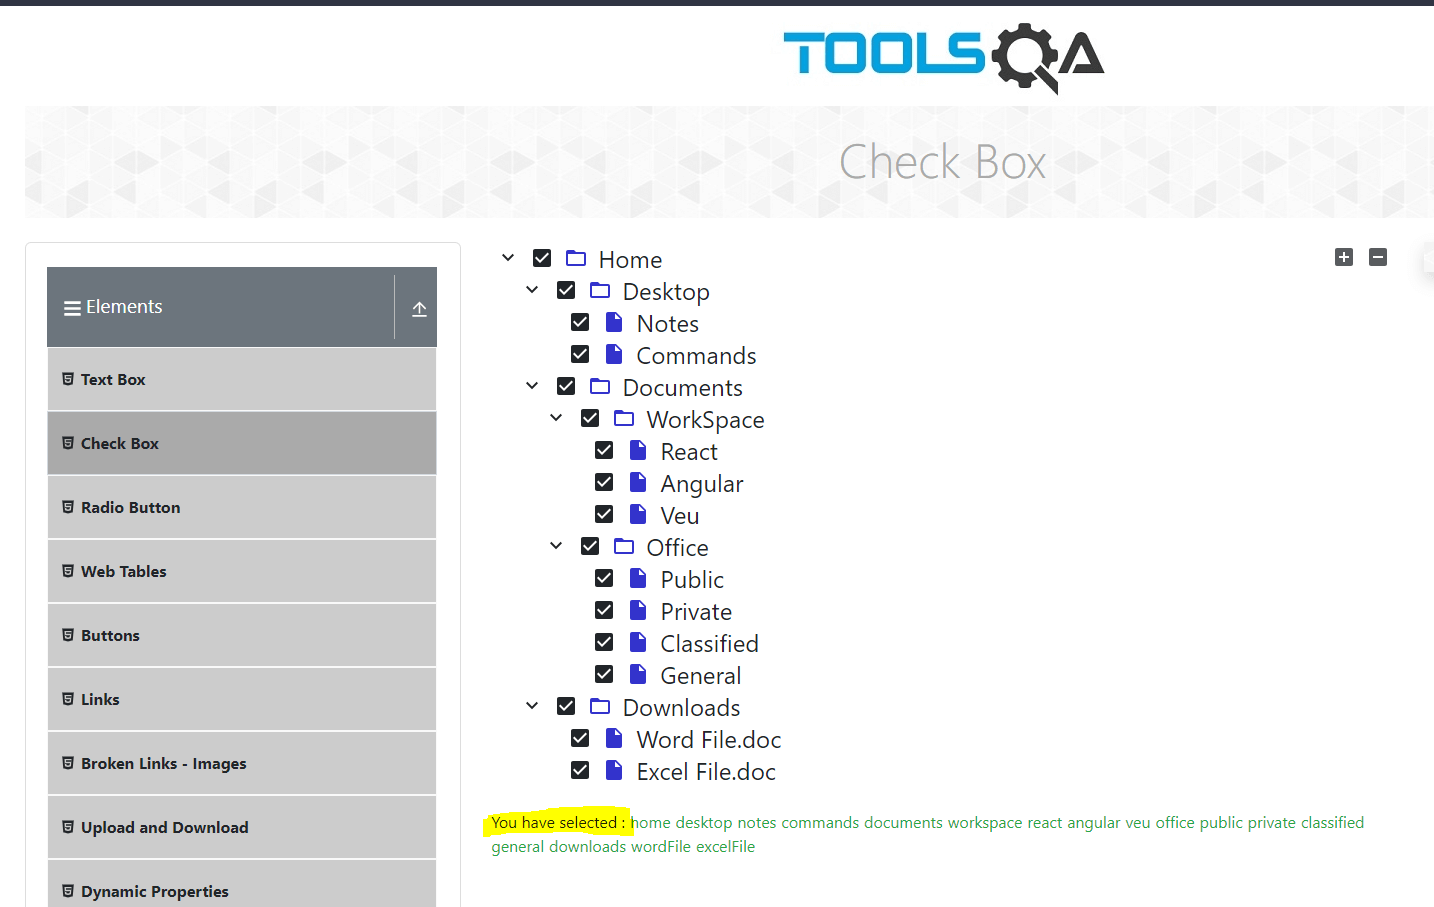 TOOLSQA
Check Box
Elements
Text Box
Check Box
Radio Button
Web Tables
Buttons
Links
Broken Links - Images
Upload and Download
Dynamic Properties
Home
Desktop
Notes
Commands
Documents
WorkSpace
React
Angular
Veu
Office
Public
Private
Classified
General
Downloads
Word File.doc
Excel File.doc
You have selected : home desktop notes commands documents workspace react angular veu office public private classified
general downloads wordFile excelFile